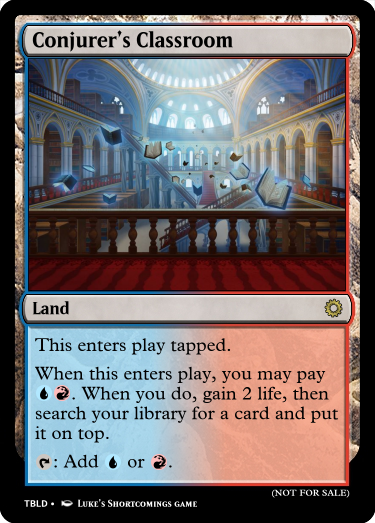 Conjurer's Classroom
Land
This enters play tapped.
When this enters play, you may pay
. When you do, gain 2 life, then
search your library for a card and put
it on top.
: Add or .
(NOT FOR SALE)
TBLD • Luke's Shortcomings game